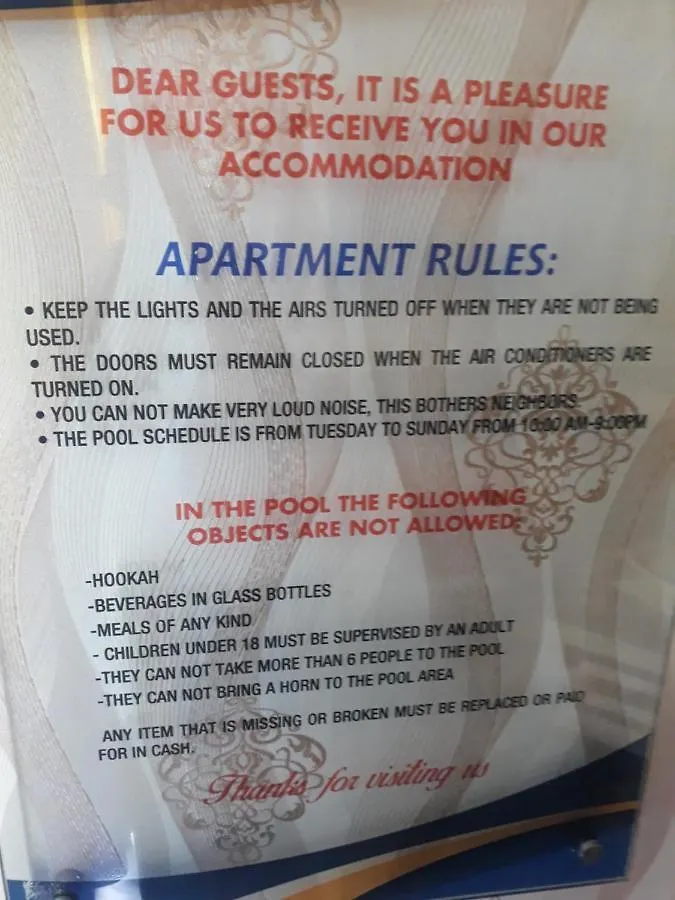 DEAR GUESTS, IT IS A PLEASURE
FOR US TO RECEIVE YOU IN OUR
ACCOMMODATION
APARTMENT RULES:
• KEEP THE LIGHTS AND THE AIRS TURNED OFF WHEN THEY ARE NOT BEING
USED.
• THE DOORS MUST REMAIN CLOSED WHEN THE AIR CONDITIONERS ARE
TURNED ON.
• YOU CAN NOT MAKE VERY LOUD NOISE, THIS BOTHERS NEIGHBORS
• THE POOL SCHEDULE IS FROM TUESDAY TO SUNDAY FROM 10:00 AM-9:00PM
IN THE POOL THE FOLLOWING
OBJECTS ARE NOT ALLOWED:
-HOOKAH
-BEVERAGES IN GLASS BOTTLES
-MEALS OF ANY KIND
- CHILDREN UNDER 18 MUST BE SUPERVISED BY AN ADULT
-THEY CAN NOT TAKE MORE THAN 6 PEOPLE TO THE POOL
-THEY CAN NOT BRING A HORN TO THE POOL AREA
ANY ITEM THAT IS MISSING OR BROKEN MUST BE REPLACED OR PAID
FOR IN CASH.
Thanks for visiting us